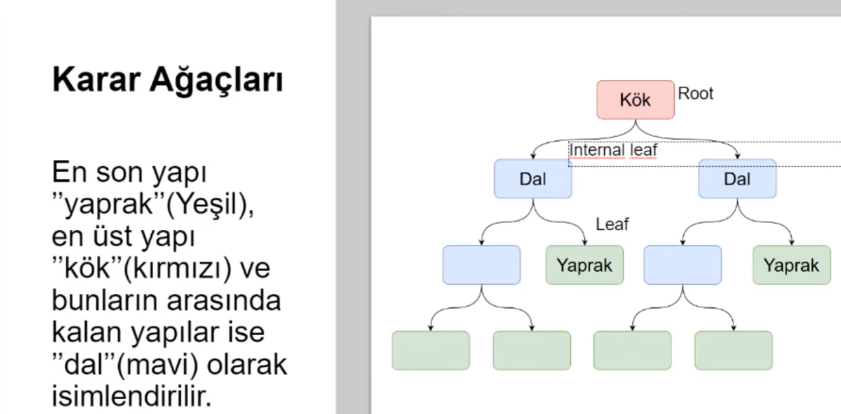 Karar Ağaçları
En son yapı
’’yaprak’’(Yeşil),
en üst yapı
’’kök’’(kırmızı) ve
bunların arasında
kalan yapılar ise
’’dal’’(mavi) olarak
isimlendirilir.
Kök
Root
Internal leaf
Dal
Dal
Leaf
Yaprak
Yaprak